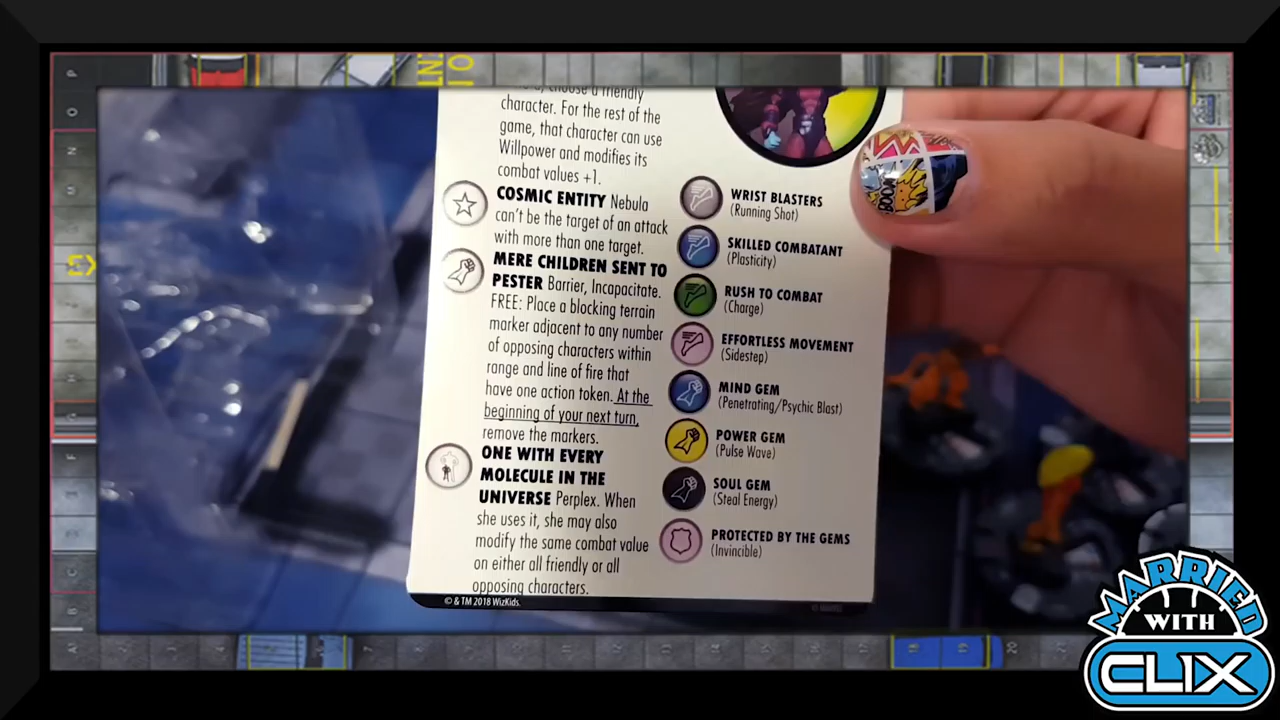 choose a friendly
character. For the rest of the
game, that character can use
Willpower and modifies its
combat values +1.
COSMIC ENTITY Nebula
can't be the target of an attack
with more than one target.
MERE CHILDREN SENT TO
PESTER Barrier, Incapacitate.
FREE: Place a blocking terrain
marker adjacent to any number
of opposing characters within
range and line of fire that
have one action token. At the
beginning of your next turn,
remove the markers.
ONE WITH EVERY
MOLECULE IN THE
UNIVERSE Perplex. When
she uses it, she may also
modify the same combat value
on either all friendly or all
opposing characters.
© & TM 2018 WizKids.
WRIST BLASTERS
(Running Shot)
SKILLED COMBATANT
(Plasticity)
RUSH TO COMBAT
(Charge)
EFFORTLESS MOVEMENT
(Sidestep)
MIND GEM
(Penetrating/Psychic Blast)
POWER GEM
(Pulse Wave)
SOUL GEM
(Steal Energy)
PROTECTED BY THE GEMS
(Invincible)
© MARVEL
BOOM
MARRIED
WITH
CLIX